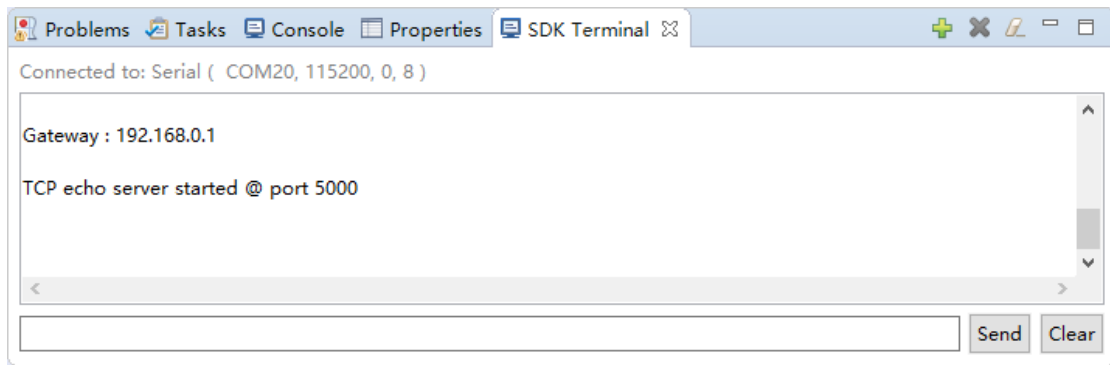 Problems Tasks Console Properties SDK Terminal
Connected to: Serial ( COM20, 115200, 0, 8 )
Gateway : 192.168.0.1
TCP echo server started @ port 5000
Send Clear